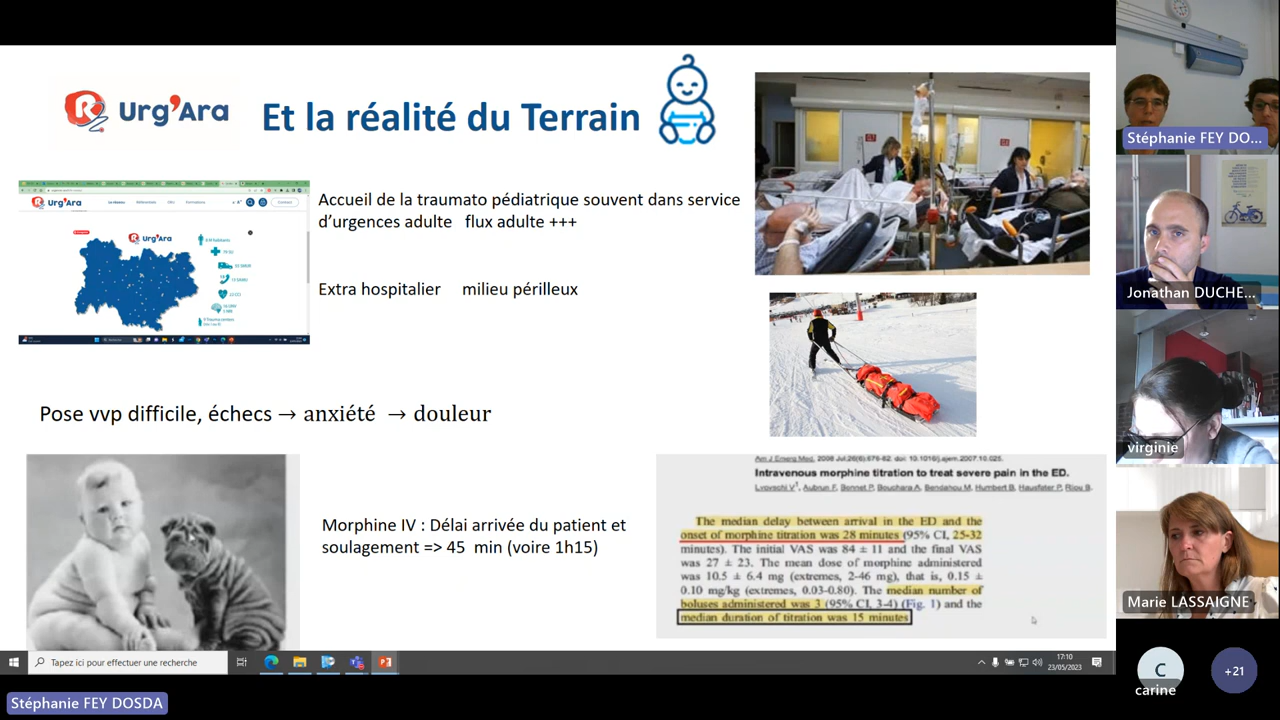 Urg'Ara
Et la réalité du Terrain
Accueil de la traumato pédiatrique souvent dans service
d'urgences adulte flux adulte +++
Urg'Ara
Urg'Ara
Extra hospitalier milieu périlleux
Pose vvp difficile, échecs → anxiété → douleur
Morphine IV : Délai arrivée du patient et
soulagement => 45 min (voire 1h15)
Am J Emerg Med. 2008 Jul;26(6):676-82. doi: 10.1016/j.ajem.2007.10.025.
Intravenous morphine titration to treat severe pain in the ED.
Lvovschi V1, Aubrun F, Bonnet P, Bouchara A, Bendahou M, Humbert B, Hausfater P, Riou B.
The median delay between arrival in the ED and the
onset of morphine titration was 28 minutes (95% CI, 25-32
minutes). The initial VAS was 84 ± 11 and the final VAS
was 27 ± 23. The mean dose of morphine administered
was 10.5 ± 6.4 mg (extremes, 2-46 mg), that is, 0.15 ±
0.10 mg/kg (extremes, 0.03-0.80). The median number of
boluses administered was 3 (95% CI, 3-4) (Fig. 1) and the
median duration of titration was 15 minutes
Tapez ici pour effectuer une recherche
17:10
23/05/2023
Stéphanie FEY DOSDA
Stéphanie FEY DO...
Jonathan DUCHE...
virginie
Marie LASSAIGNE
C
carine
+21